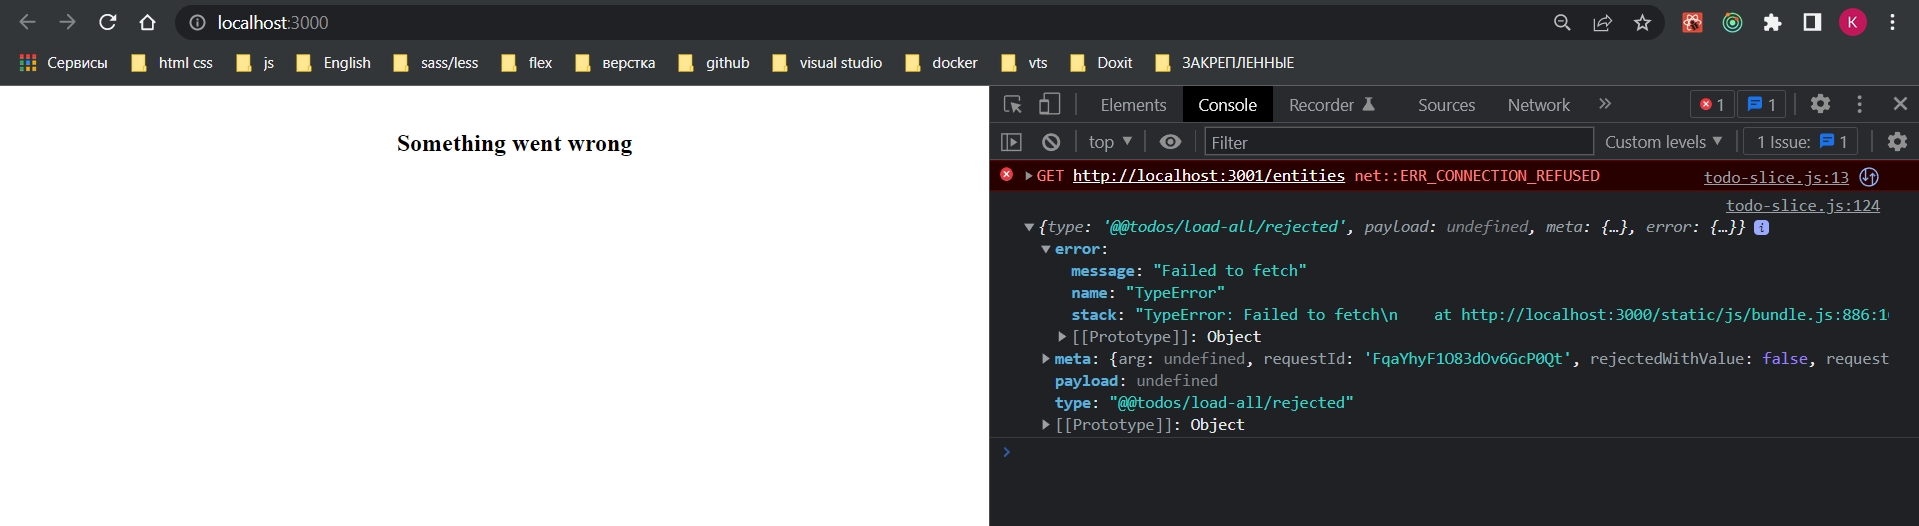 localhost:3000
K
Сервисы html css js English sass/less flex верстка github visual studio docker vts Doxit ЗАКРЕПЛЕННЫЕ
Something went wrong
Elements Console Recorder Sources Network 1 1
top Filter Custom levels 1 Issue: 1
GET http://localhost:3001/entities net::ERR_CONNECTION_REFUSED todo-slice.js:13
todo-slice.js:124
{type: '@@todos/load-all/rejected', payload: undefined, meta: {…}, error: {…}} i
error:
message: "Failed to fetch"
name: "TypeError"
stack: "TypeError: Failed to fetch\n    at http://localhost:3000/static/js/bundle.js:886:1
[[Prototype]]: Object
meta: {arg: undefined, requestId: 'FqaYhyF1O83dOv6GcP0Qt', rejectedWithValue: false, request
payload: undefined
type: "@@todos/load-all/rejected"
[[Prototype]]: Object